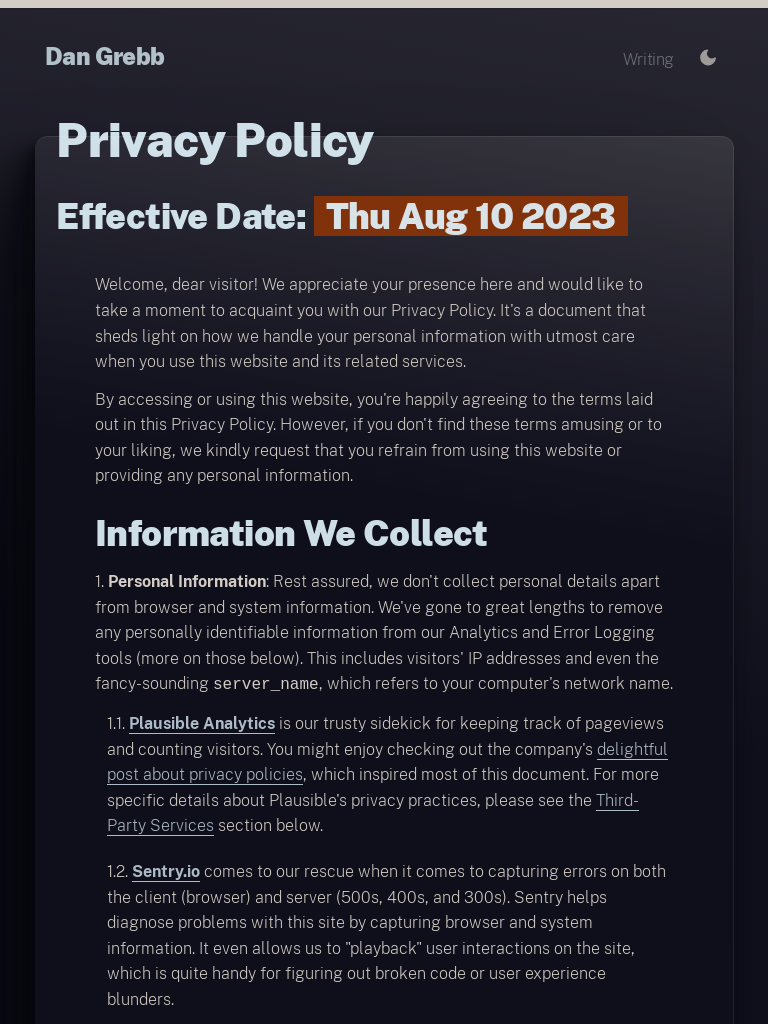 Dan Grebb
Writing
Privacy Policy
Effective Date: Thu Aug 10 2023
Welcome, dear visitor! We appreciate your presence here and would like to
take a moment to acquaint you with our Privacy Policy. It's a document that
sheds light on how we handle your personal information with utmost care
when you use this website and its related services.
By accessing or using this website, you're happily agreeing to the terms laid
out in this Privacy Policy. However, if you don't find these terms amusing or to
your liking, we kindly request that you refrain from using this website or
providing any personal information.
Information We Collect
1. Personal Information: Rest assured, we don't collect personal details apart
from browser and system information. We've gone to great lengths to remove
any personally identifiable information from our Analytics and Error Logging
tools (more on those below). This includes visitors' IP addresses and even the
fancy-sounding server_name, which refers to your computer's network name.
1.1. Plausible Analytics is our trusty sidekick for keeping track of pageviews
and counting visitors. You might enjoy checking out the company's delightful
post about privacy policies, which inspired most of this document. For more
specific details about Plausible's privacy practices, please see the Third-
Party Services section below.
1.2. Sentry.io comes to our rescue when it comes to capturing errors on both
the client (browser) and server (500s, 400s, and 300s). Sentry helps
diagnose problems with this site by capturing browser and system
information. It even allows us to "playback" user interactions on the site,
which is quite handy for figuring out broken code or user experience
blunders.